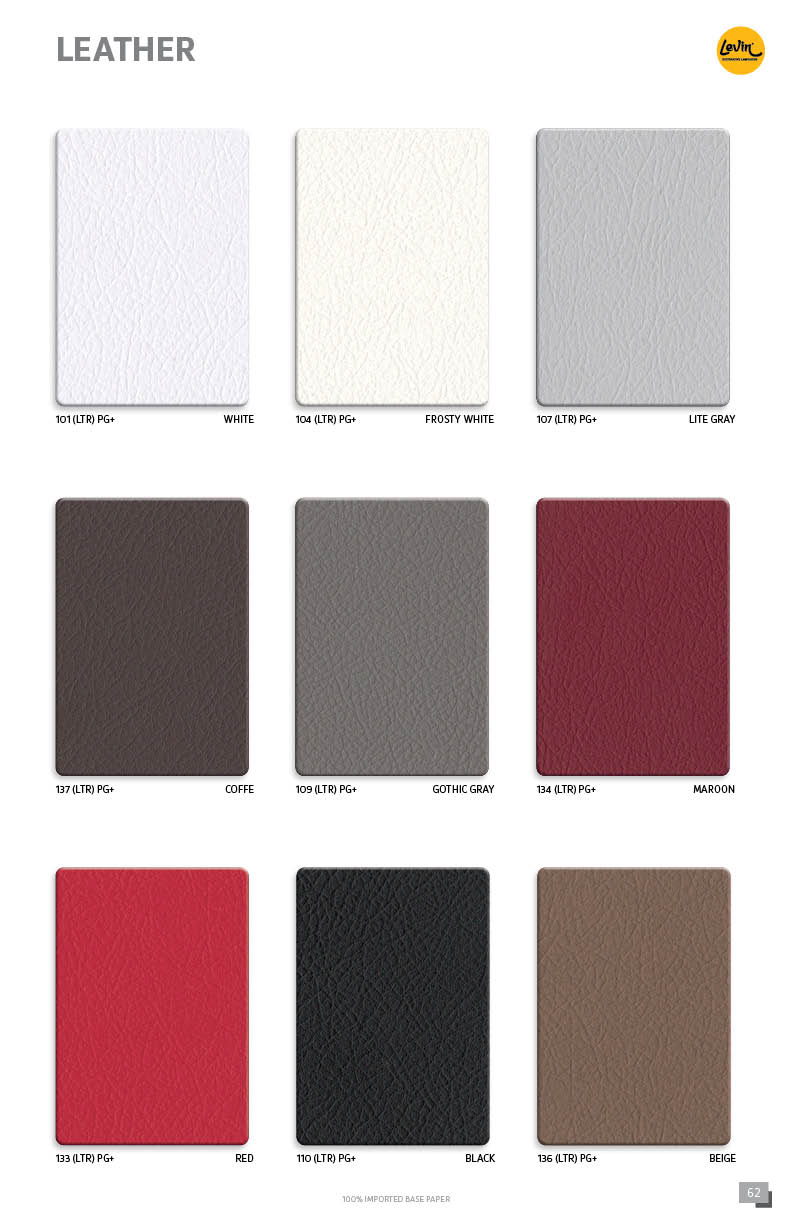 LEATHER
Levin
DECORATIVE LAMINATES
101 (LTR) PG+ WHITE
104 (LTR) PG+ FROSTY WHITE
107 (LTR) PG+ LITE GRAY
137 (LTR) PG+ COFFE
109 (LTR) PG+ GOTHIC GRAY
134 (LTR) PG+ MAROON
133 (LTR) PG+ RED
110 (LTR) PG+ BLACK
136 (LTR) PG+ BEIGE
100% IMPORTED BASE PAPER
62